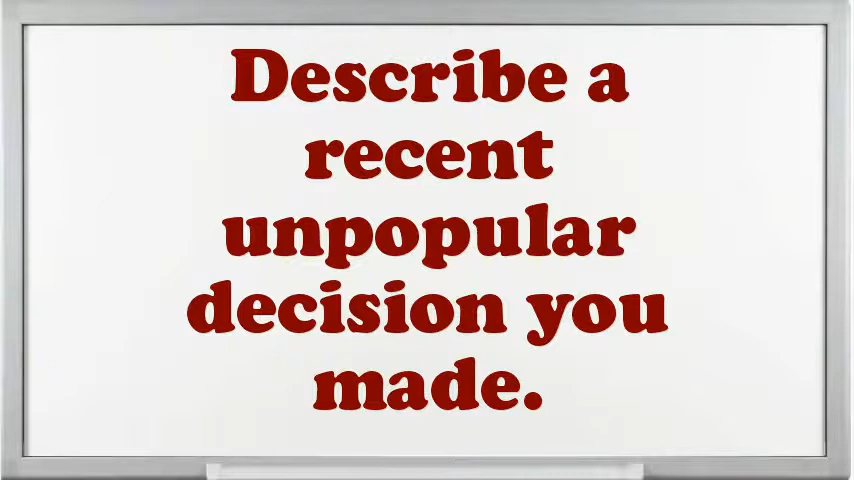 Describe a
recent
unpopular
decision you
made.